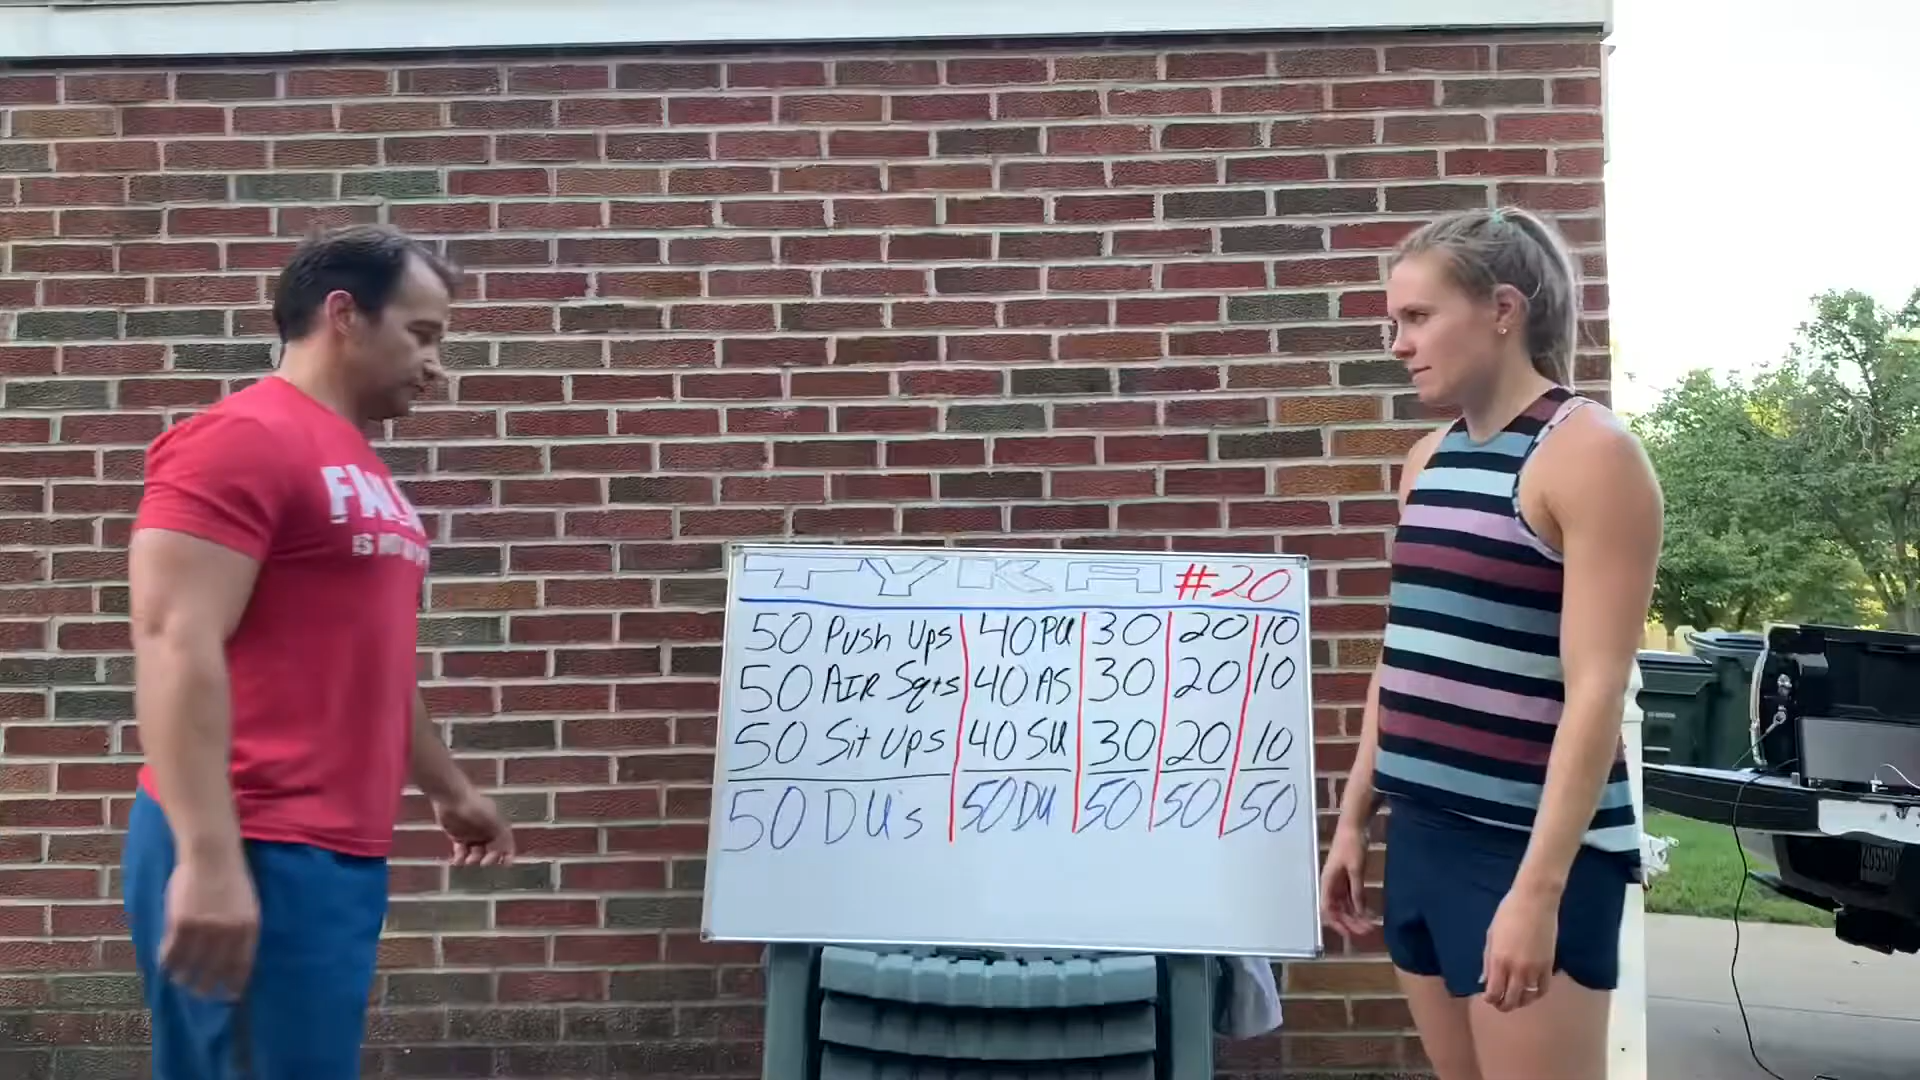 TYKA #20
50 Push Ups 40 PU 30 20 10
50 AIR Sqts 40 AS 30 20 10
50 Sit Ups 40 SU 30 20 10
50 DU's 50 DU 50 50 50